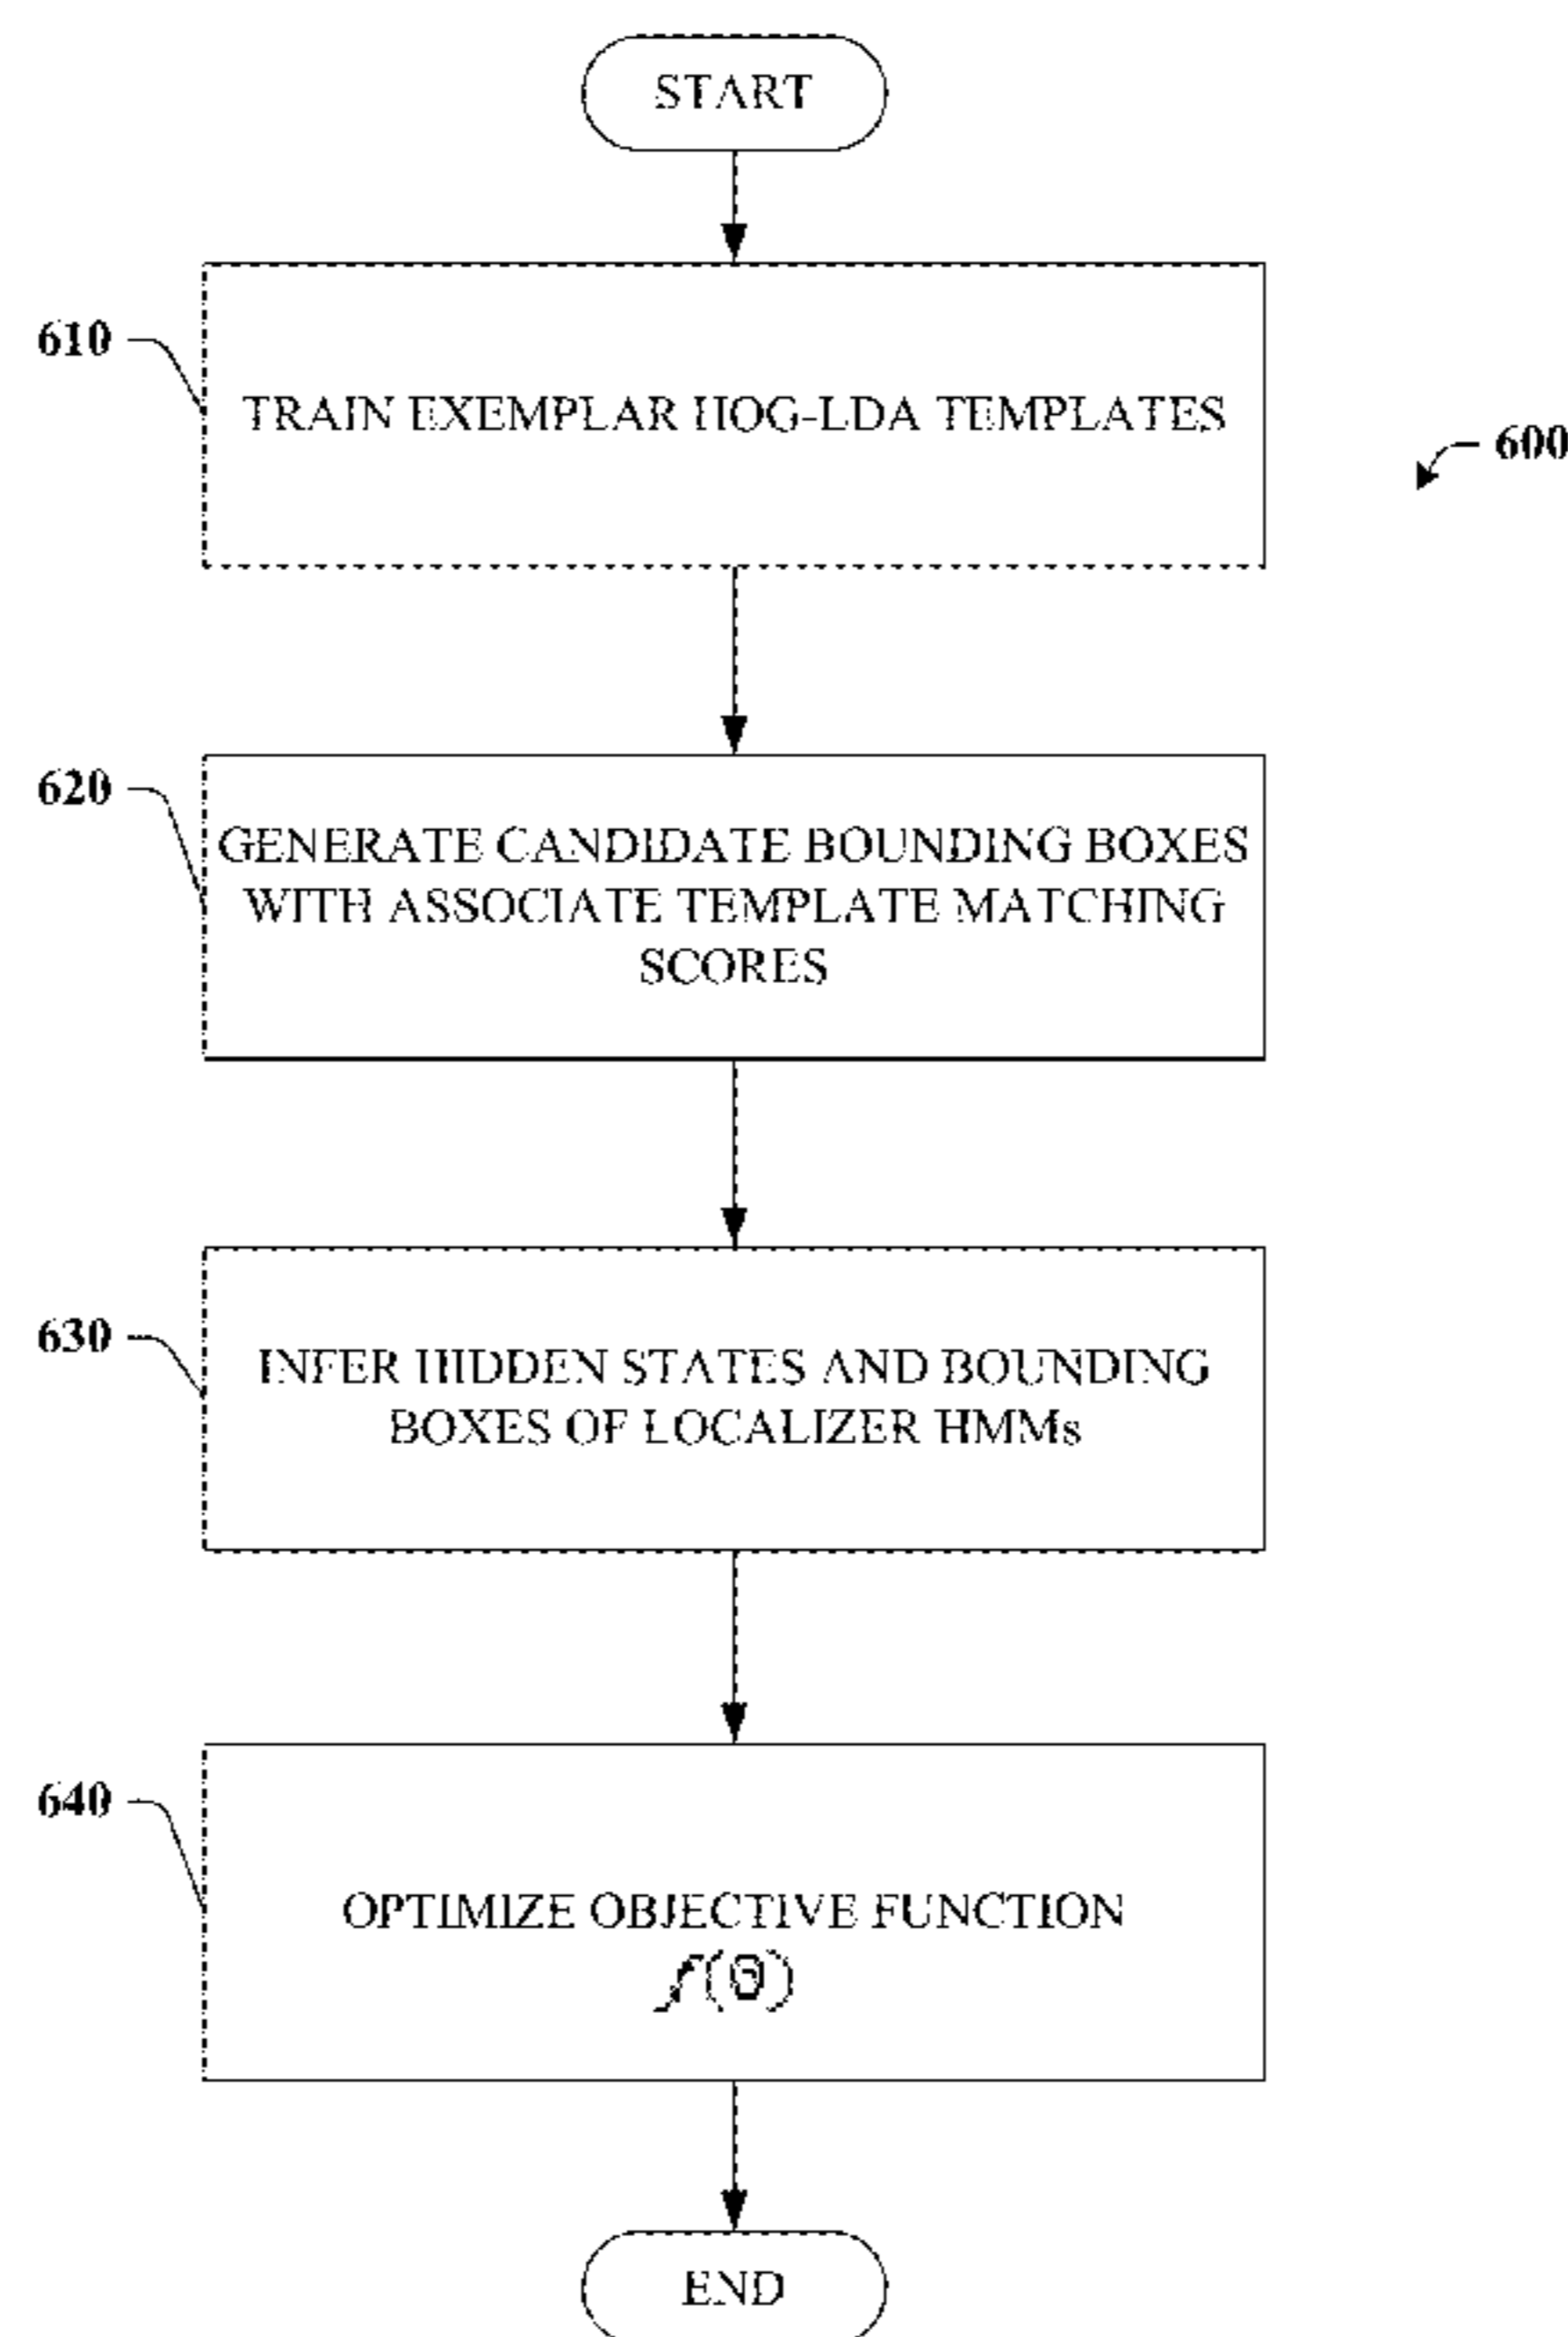 START
610
TRAIN EXEMPLAR HOG-LDA TEMPLATES
600
620
GENERATE CANDIDATE BOUNDING BOXES
WITH ASSOCIATE TEMPLATE MATCHING
SCORES
630
INFER HIDDEN STATES AND BOUNDING
BOXES OF LOCALIZER HMMs
640
OPTIMIZE OBJECTIVE FUNCTION
f(Θ)
END